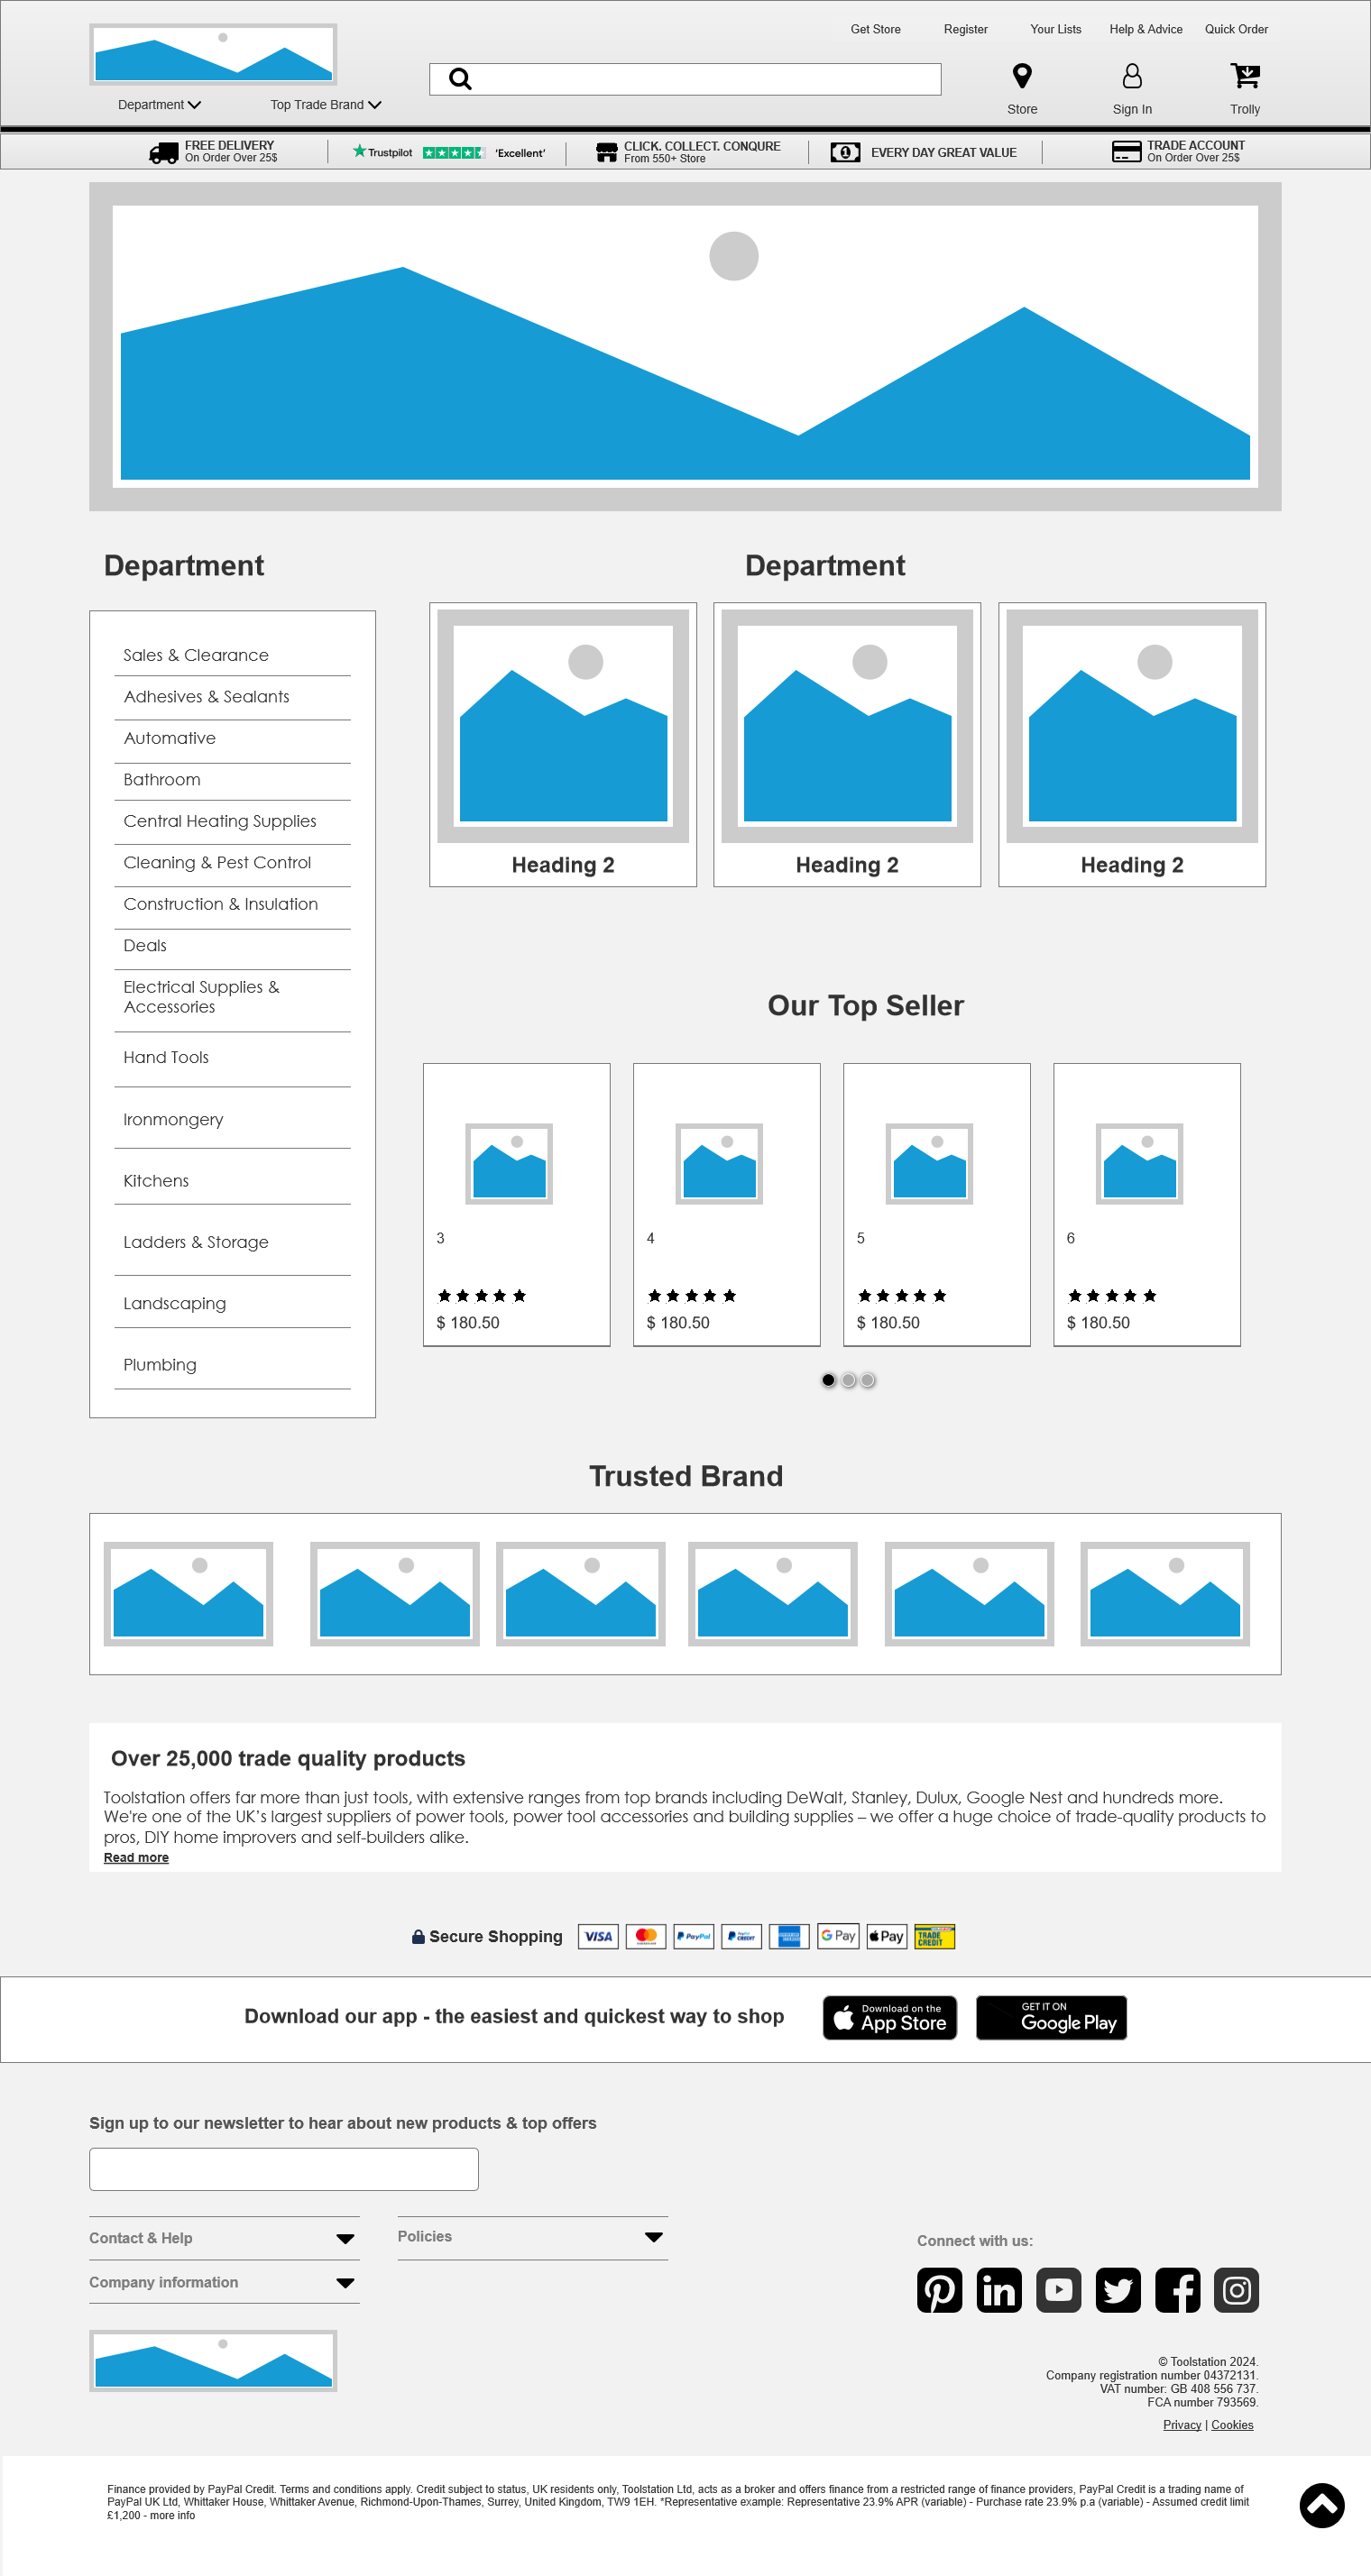 Get Store
Register
Your Lists
Help & Advice
Quick Order
Department
Top Trade Brand
Store
Sign In
Trolly
FREE DELIVERY
On Order Over 25$
Trustpilot
‘Excellent’
CLICK. COLLECT. CONQURE
From 550+ Store
1
EVERY DAY GREAT VALUE
TRADE ACCOUNT
On Order Over 25$
Department
Department
Sales & Clearance
Adhesives & Sealants
Automative
Bathroom
Central Heating Supplies
Cleaning & Pest Control
Construction & Insulation
Deals
Electrical Supplies &
Accessories
Hand Tools
Ironmongery
Kitchens
Ladders & Storage
Landscaping
Plumbing
Heading 2
Heading 2
Heading 2
Our Top Seller
3
4
5
6
$ 180.50
$ 180.50
$ 180.50
$ 180.50
Trusted Brand
Over 25,000 trade quality products
Toolstation offers far more than just tools, with extensive ranges from top brands including DeWalt, Stanley, Dulux, Google Nest and hundreds more.
We're one of the UK’s largest suppliers of power tools, power tool accessories and building supplies – we offer a huge choice of trade-quality products to
pros, DIY home improvers and self-builders alike.
Read more
Secure Shopping
VISA
PayPal
CREDIT
G Pay
Pay
TRADE
CREDIT
Download our app - the easiest and quickest way to shop
Download on the
App Store
GET IT ON
Google Play
Sign up to our newsletter to hear about new products & top offers
Contact & Help
Policies
Company information
Connect with us:
© Toolstation 2024.
Company registration number 04372131.
VAT number: GB 408 556 737.
FCA number 793569.
Privacy | Cookies
Finance provided by PayPal Credit. Terms and conditions apply. Credit subject to status, UK residents only, Toolstation Ltd, acts as a broker and offers finance from a restricted range of finance providers, PayPal Credit is a trading name of
PayPal UK Ltd, Whittaker House, Whittaker Avenue, Richmond-Upon-Thames, Surrey, United Kingdom, TW9 1EH. *Representative example: Representative 23.9% APR (variable) - Purchase rate 23.9% p.a (variable) - Assumed credit limit
£1,200 - more info